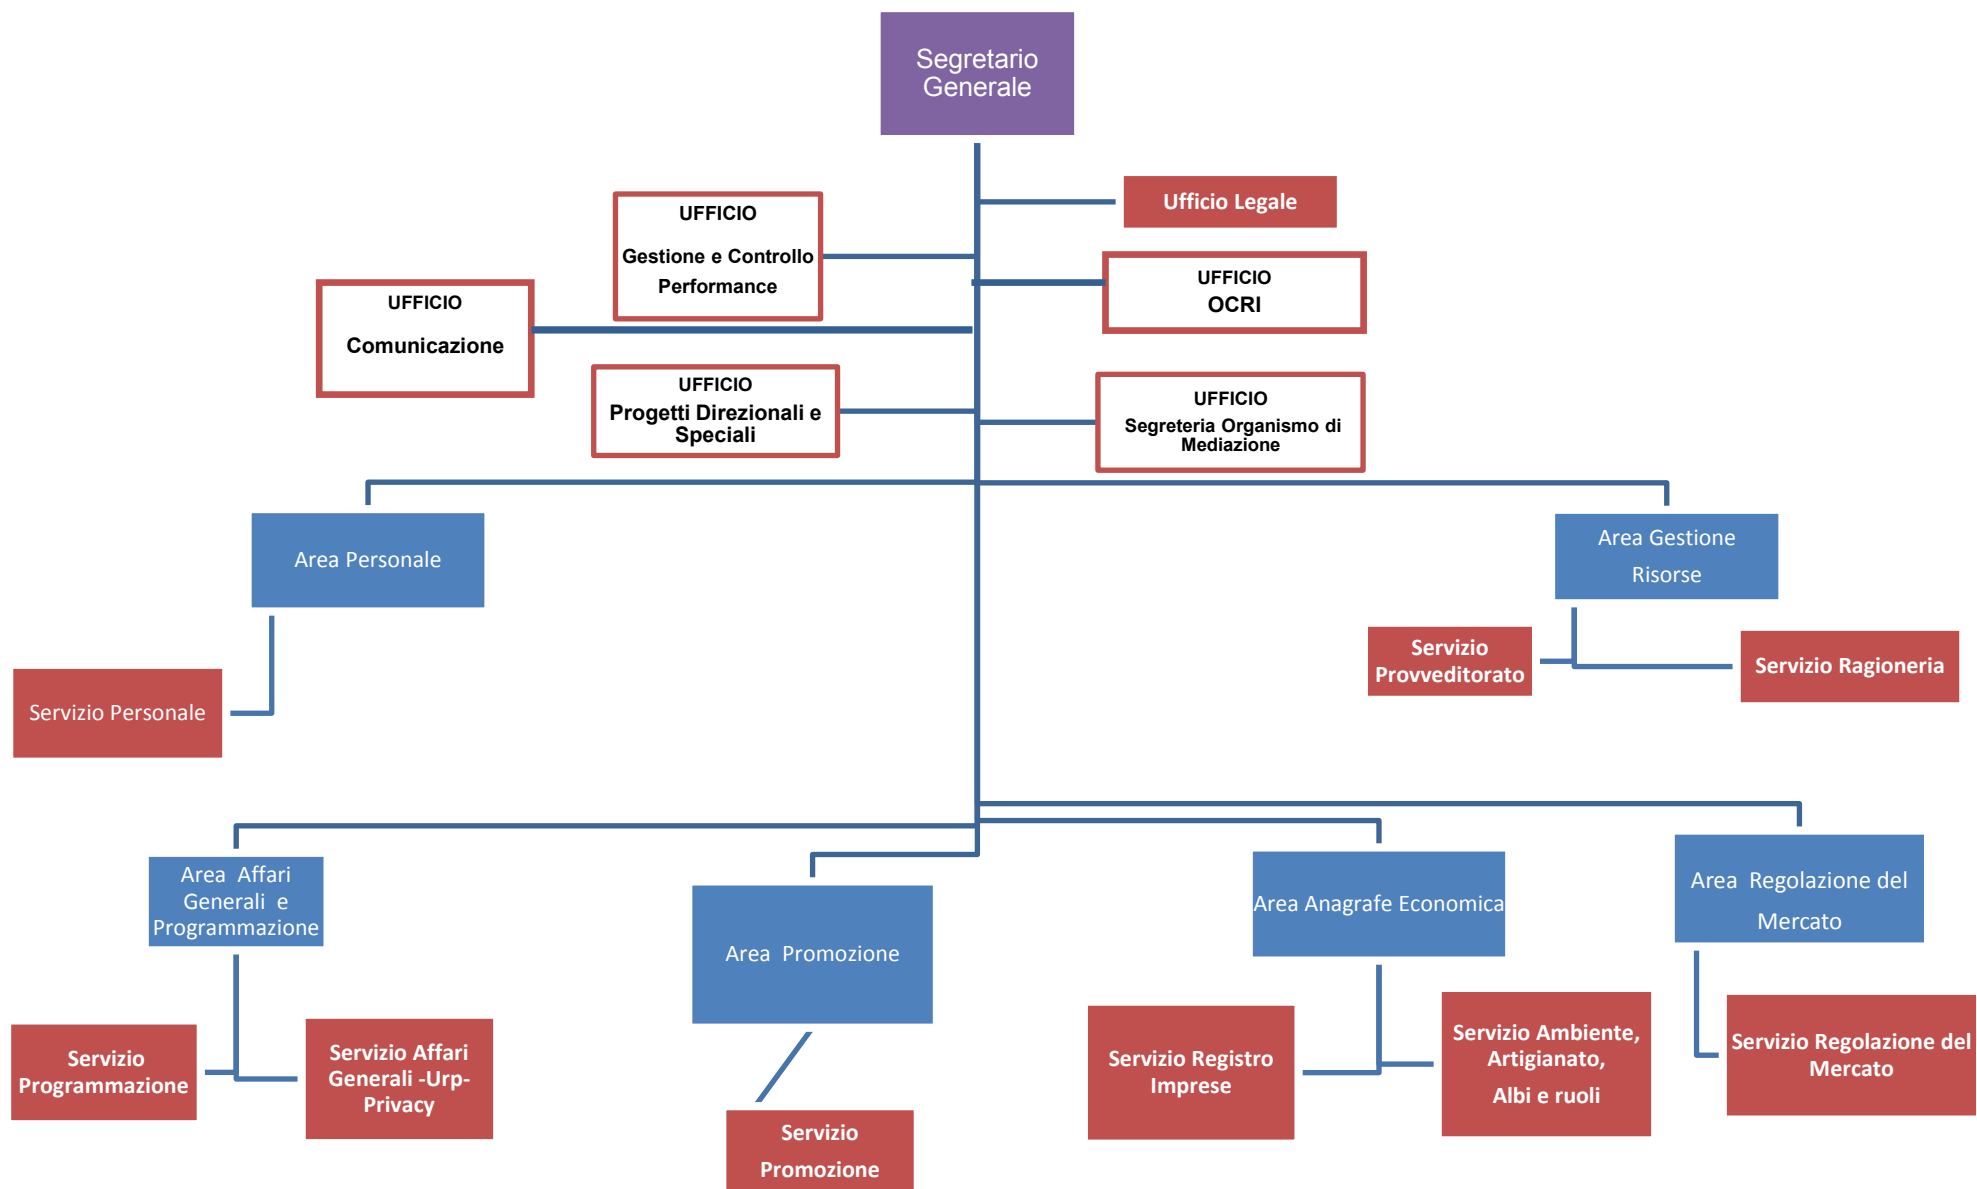 Segretario
Generale
Ufficio Legale
UFFICIO
Gestione e Controllo
Performance
UFFICIO
OCRI
UFFICIO
Comunicazione
UFFICIO
Progetti Direzionali e
Speciali
UFFICIO
Segreteria Organismo di
Mediazione
Area Personale
Area Gestione
Risorse
Servizio Personale
Servizio
Provveditorato
Servizio Ragioneria
Area Affari
Generali e
Programmazione
Area Promozione
Area Anagrafe Economica
Area Regolazione del
Mercato
Servizio
Programmazione
Servizio Affari
Generali -Urp-
Privacy
Servizio
Promozione
Servizio Registro
Imprese
Servizio Ambiente,
Artigianato,
Albi e ruoli
Servizio Regolazione del
Mercato